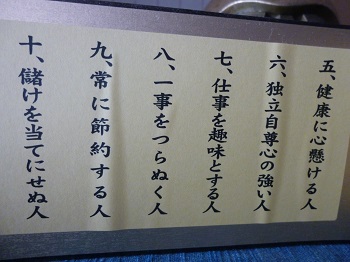 五、健康に心懸ける人
六、独立自尊心の強い人
七、仕事を趣味とする人
八、一事をつらぬく人
九、常に節約する人
十、儲けを当てにせぬ人